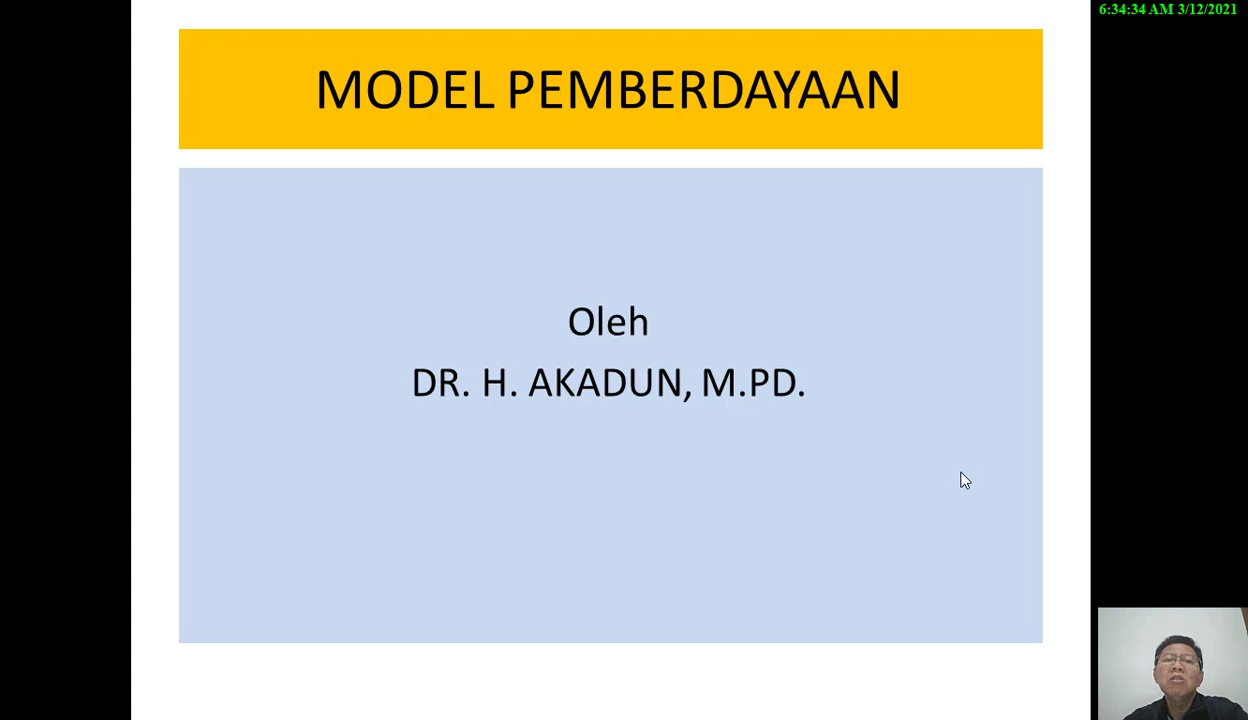 6:34:34 AM 3/12/2021
MODEL PEMBERDAYAAN
Oleh
DR. H. AKADUN, M.PD.